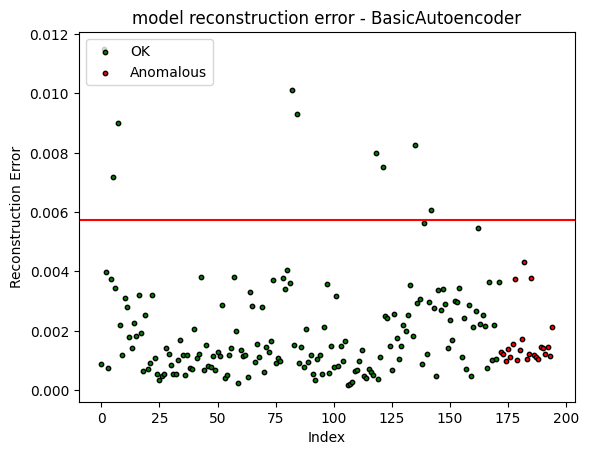 model reconstruction error - BasicAutoencoder
0.012
OK
Anomalous
0.010
0.008
0.006
0.004
0.002
0.000
Reconstruction Error
0 25 50 75 100 125 150 175 200
Index